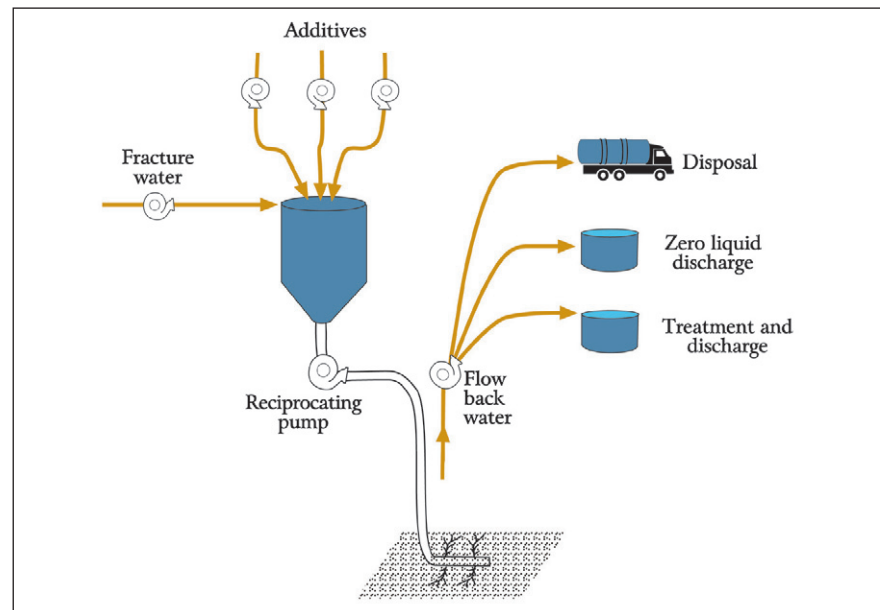 Additives
Fracture
water
Disposal
Zero liquid
discharge
Treatment and
discharge
Reciprocating
pump
Flow
back
water